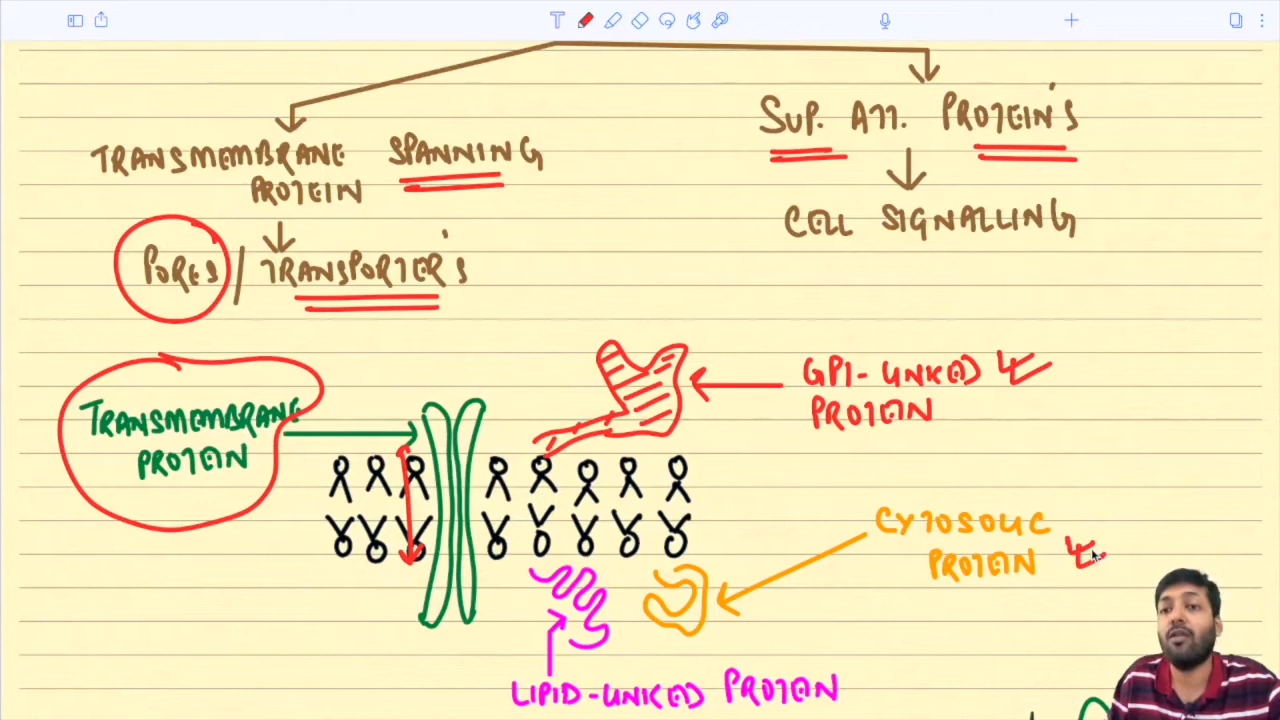 TRANSMEMBRANE SPANNING
PROTEIN
PORES / TRANSPORTER'S
SUP. ATT. PROTEIN'S
CELL SIGNALLING
TRANSMEMBRANE
PROTEIN
GPI-LINKED
PROTEIN
CYTOSOLIC
PROTEIN
LIPID-LINKED PROTEIN